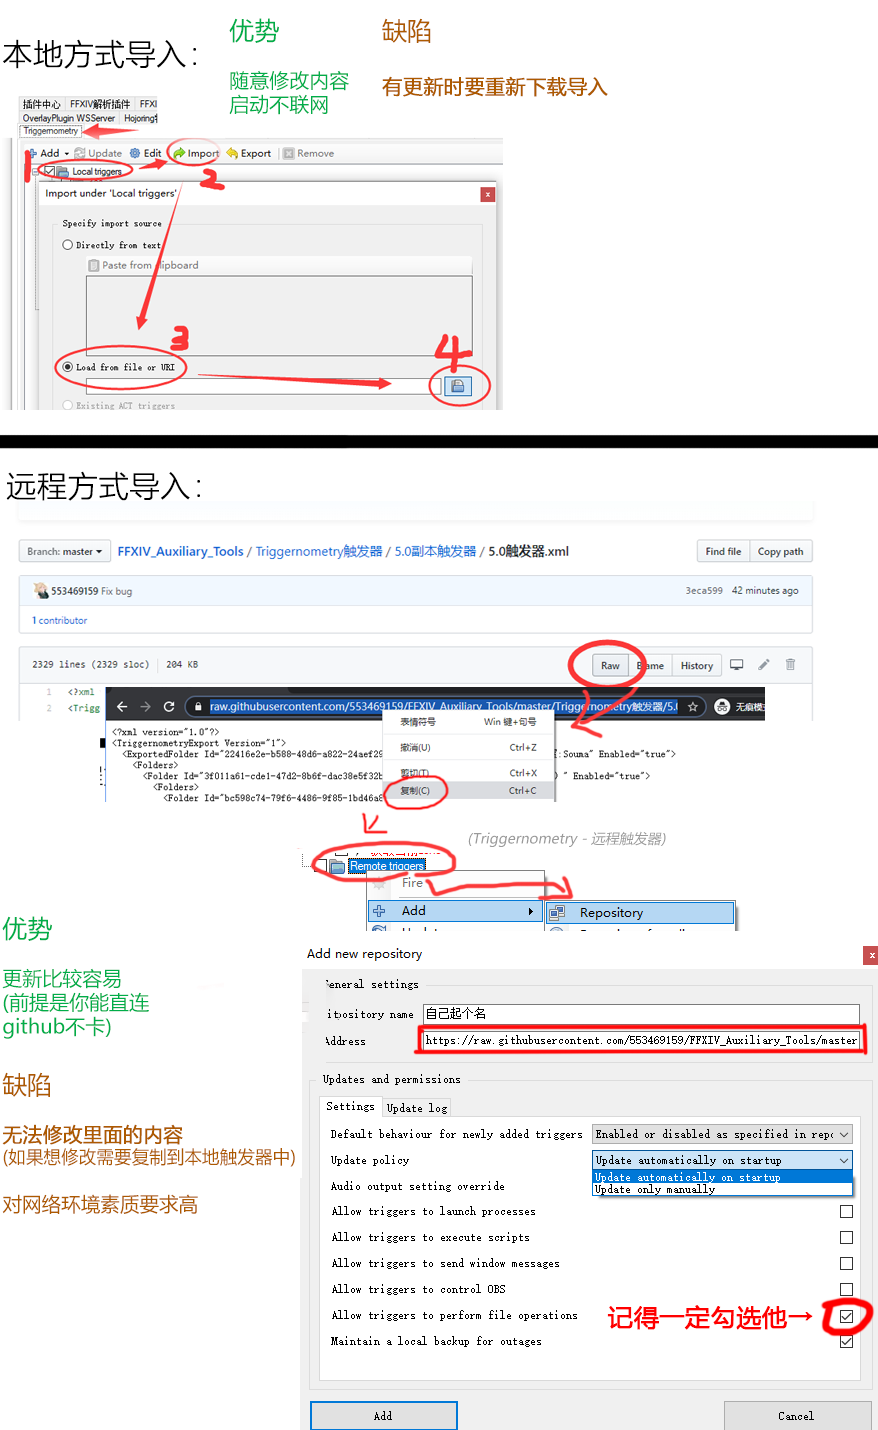 优势
缺陷
本地方式导入：
随意修改内容
启动不联网
有更新时要重新下载导入
插件中心 FFXIV解析插件 FFXI
OverlayPlugin WSServer Hojoring
Triggernometry
Add Update Edit Import Export Remove
1 Local triggers 2
Import under 'Local triggers' x
Specify import source
Directly from text
Paste from clipboard
3
4
Load from file or URI
Existing ACT triggers
远程方式导入：
Branch: master FFXIV_Auxiliary_Tools / Triggernometry触发器 / 5.0副本触发器 / 5.0触发器.xml Find file Copy path
553469159 Fix bug 3eca599 42 minutes ago
1 contributor
2329 lines (2329 sloc) 204 KB Raw Blame History
1 <?xml
2 <Trigg
raw.githubusercontent.com/553469159/FFXIV_Auxiliary_Tools/master/Triggernometry触发器/5.0 无痕模
表情符号 Win 键+句号
<?xml version="1.0"?>
<TriggernometryExport Version="1">
撤消(U) Ctrl+Z
<ExportedFolder Id="22416e2e-b588-48d6-a822-24aef29 :Souma" Enabled="true">
<Folders>
剪切(T) Ctrl+X
<Folder Id="3f011a61-cde1-47d2-8b6f-dac38e5f32b ) " Enabled="true">
<Folders>
复制(C) Ctrl+C
<Folder Id="bc598c74-79f6-4486-9f85-1bd46a8
(Triggernometry - 远程触发器)
Remote triggers
Fire
Add Repository
优势
更新比较容易
(前提是你能直连
github不卡)
缺陷
无法修改里面的内容
(如果想修改需要复制到本地触发器中)
对网络环境素质要求高
Add new repository x
General settings
Repository name 自己起个名
Address https://raw.githubusercontent.com/553469159/FFXIV_Auxiliary_Tools/master
Updates and permissions
Settings Update log
Default behaviour for newly added triggers Enabled or disabled as specified in repo
Update policy Update automatically on startup
Update automatically on startup
Audio output setting override Update only manually
Allow triggers to launch processes
Allow triggers to execute scripts
Allow triggers to send window messages
Allow triggers to control OBS
Allow triggers to perform file operations 记得一定勾选他→
Maintain a local backup for outages
Add Cancel